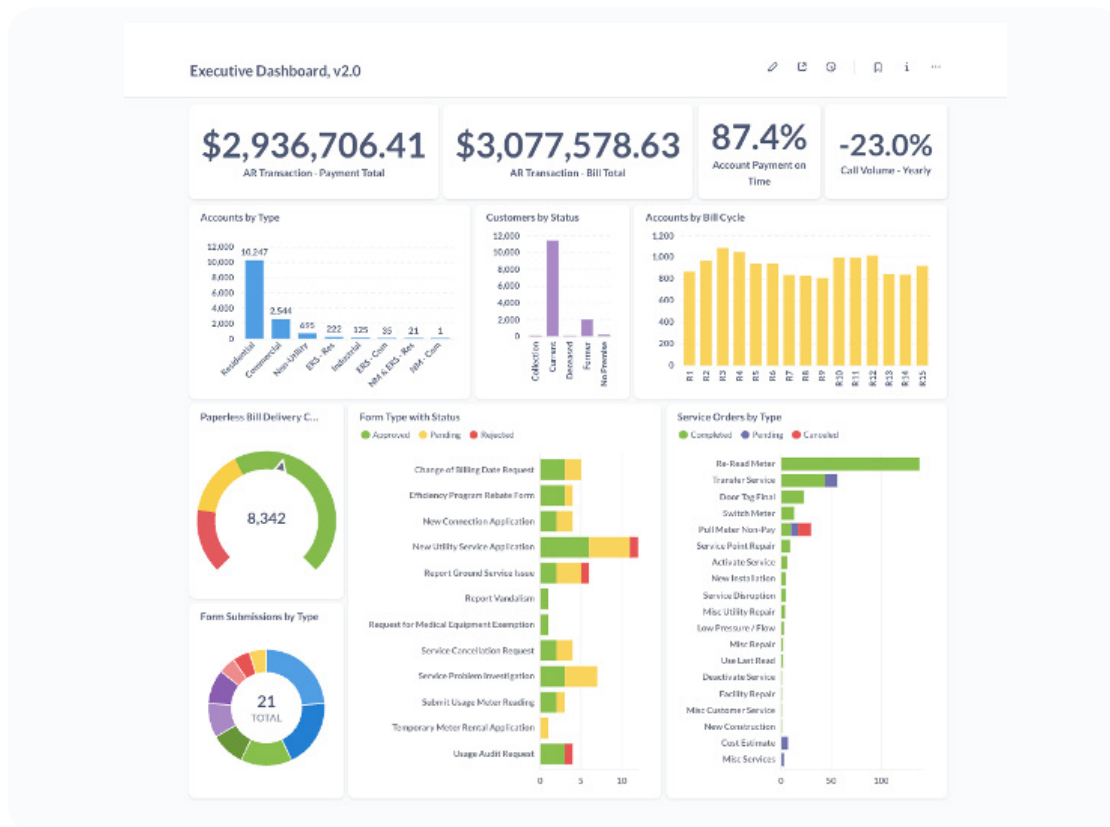 Executive Dashboard, v2.0
$2,936,706.41
AR Transaction - Payment Total
$3,077,578.63
AR Transaction - Bill Total
87.4%
Account Payment on
Time
-23.0%
Call Volume - Yearly
Accounts by Type
12,000
10,000
8,000
6,000
4,000
2,000
0
10,247
2,544
695
222
125
35
21
1
Residential
Commercial
Non-Utility
ERS - Res
Industrial
ERS - Com
NM & ERS - Res
NM - Com
Customers by Status
12,000
10,000
8,000
6,000
4,000
2,000
0
Collection
Current
Deceased
Former
No Premise
Accounts by Bill Cycle
1,200
1,000
800
600
400
200
0
R1
R2
R3
R4
R5
R6
R7
R8
R9
R10
R11
R12
R13
R14
R15
Paperless Bill Delivery C...
8,342
Form Type with Status
Approved
Pending
Rejected
Change of Billing Date Request
Efficiency Program Rebate Form
New Connection Application
New Utility Service Application
Report Ground Service Issue
Report Vandalism
Request for Medical Equipment Exemption
Service Cancellation Request
Service Problem Investigation
Submit Usage Meter Reading
Temporary Meter Rental Application
Usage Audit Request
0
5
10
Service Orders by Type
Completed
Pending
Canceled
Re-Read Meter
Transfer Service
Door Tag Final
Switch Meter
Pull Meter Non-Pay
Service Point Repair
Activate Service
New Installation
Service Disruption
Misc Utility Repair
Low Pressure / Flow
Misc Repair
Use Last Read
Deactivate Service
Facility Repair
Misc Customer Service
New Construction
Cost Estimate
Misc Services
0
50
100
Form Submissions by Type
21
TOTAL